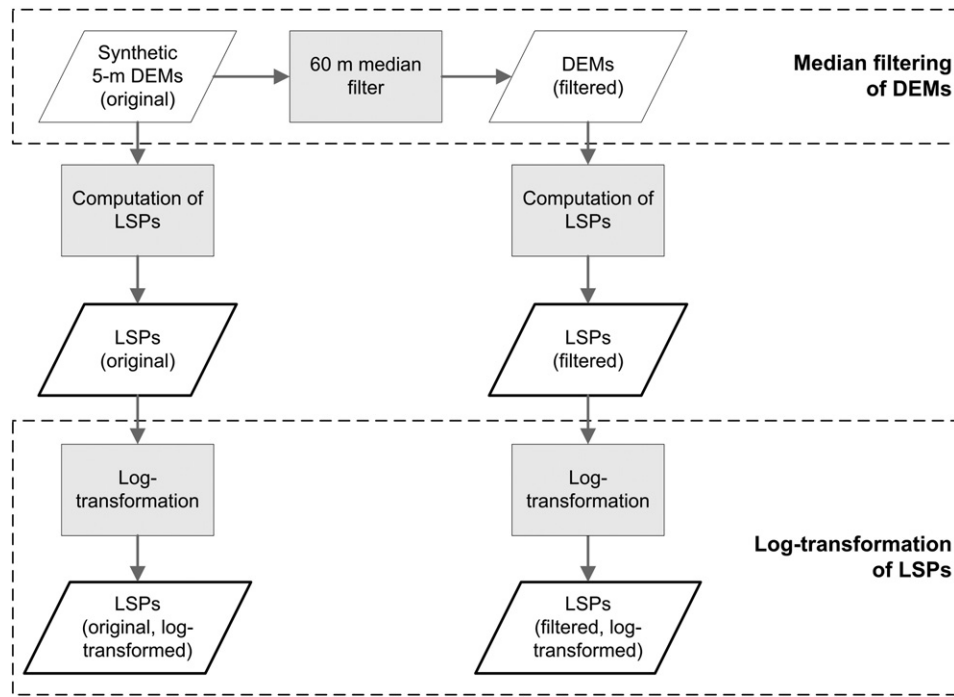 Synthetic
5-m DEMs
(original)
60 m median
filter
DEMs
(filtered)
Median filtering
of DEMs
Computation of
LSPs
Computation of
LSPs
LSPs
(original)
LSPs
(filtered)
Log-
transformation
Log-
transformation
Log-transformation
of LSPs
LSPs
(original, log-
transformed)
LSPs
(filtered, log-
transformed)